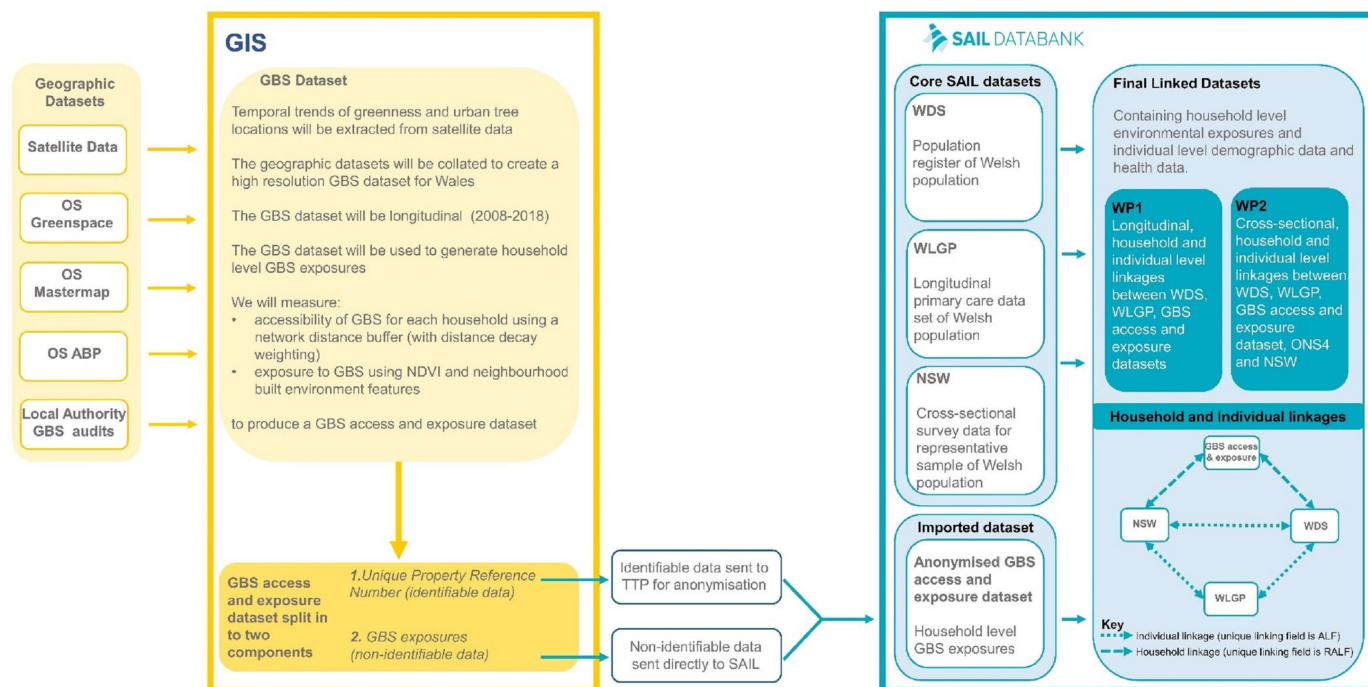 Geographic
Datasets
Satellite Data
OS
Greenspace
OS
Mastermap
OS ABP
Local Authority
GBS audits
GIS
GBS Dataset
Temporal trends of greenness and urban tree
locations will be extracted from satellite data
The geographic datasets will be collated to create a
high resolution GBS dataset for Wales
The GBS dataset will be longitudinal (2008-2018)
The GBS dataset will be used to generate household
level GBS exposures
We will measure:
• accessibility of GBS for each household using a
network distance buffer (with distance decay
weighting)
• exposure to GBS using NDVI and neighbourhood
built environment features
to produce a GBS access and exposure dataset
GBS access
and exposure
dataset split in
to two
components
1.Unique Property Reference
Number (identifiable data)
2. GBS exposures
(non-identifiable data)
Identifiable data sent to
TTP for anonymisation
Non-identifiable data
sent directly to SAIL
SAIL DATABANK
Core SAIL datasets
WDS
Population
register of Welsh
population
WLGP
Longitudinal
primary care data
set of Welsh
population
NSW
Cross-sectional
survey data for
representative
sample of Welsh
population
Imported dataset
Anonymised GBS
access and
exposure dataset
Household level
GBS exposures
Final Linked Datasets
Containing household level
environmental exposures and
individual level demographic data and
health data.
WP1
Longitudinal,
household and
individual level
linkages
between WDS,
WLGP, GBS
access and
exposure
datasets
WP2
Cross-sectional,
household and
individual level
linkages between
WDS, WLGP,
GBS access and
exposure
dataset, ONS4
and NSW
Household and Individual linkages
GBS access
& exposure
NSW
WDS
WLGP
Key
Individual linkage (unique linking field is ALF)
Household linkage (unique linking field is RALF)